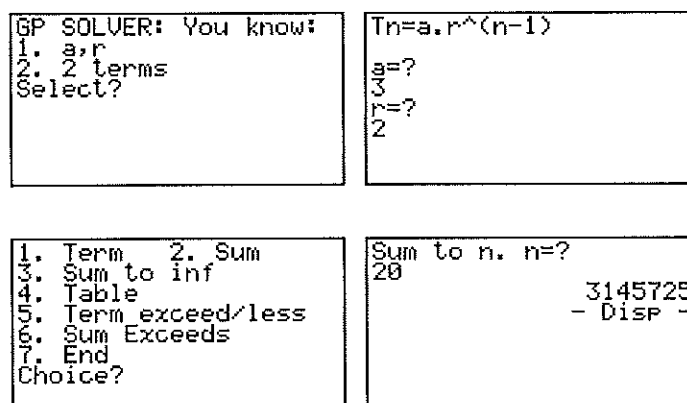 GP SOLVER: You know:
1. a,r
2. 2 terms
Select?
Tn=a.r^(n-1)
a=?
3
r=?
2
1. Term 2. Sum
3. Sum to inf
4. Table
5. Term exceed/less
6. Sum Exceeds
7. End
Choice?
Sum to n. n=?
20
3145725
- Disp -